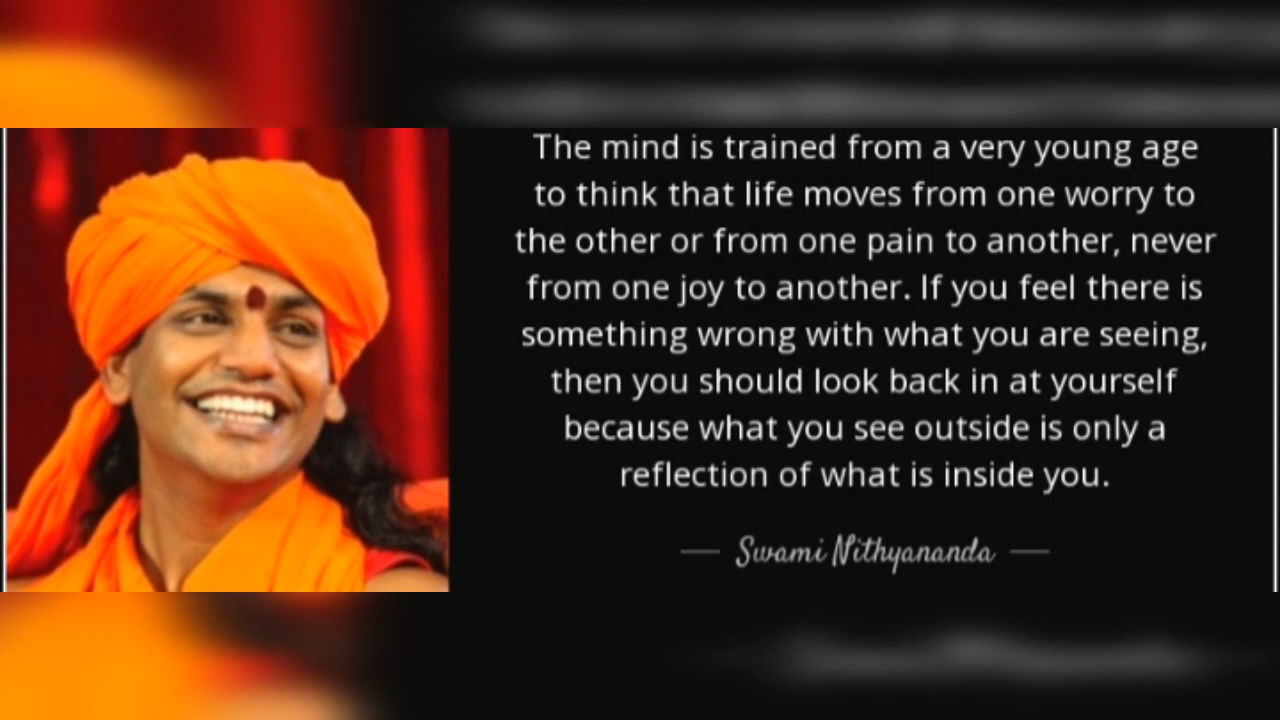 The mind is trained from a very young age
to think that life moves from one worry to
the other or from one pain to another, never
from one joy to another. If you feel there is
something wrong with what you are seeing,
then you should look back in at yourself
because what you see outside is only a
reflection of what is inside you.
— Swami Nithyananda —